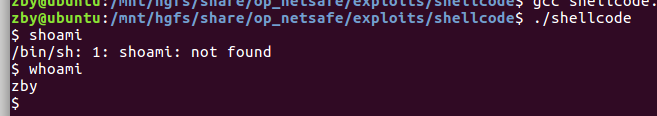 zby@ubuntu:/mnt/hgfs/share/op_netsafe/exploits/shellcode$ gcc shellcode.
zby@ubuntu:/mnt/hgfs/share/op_netsafe/exploits/shellcode$ ./shellcode
$ shoami
/bin/sh: 1: shoami: not found
$ whoami
zby
$